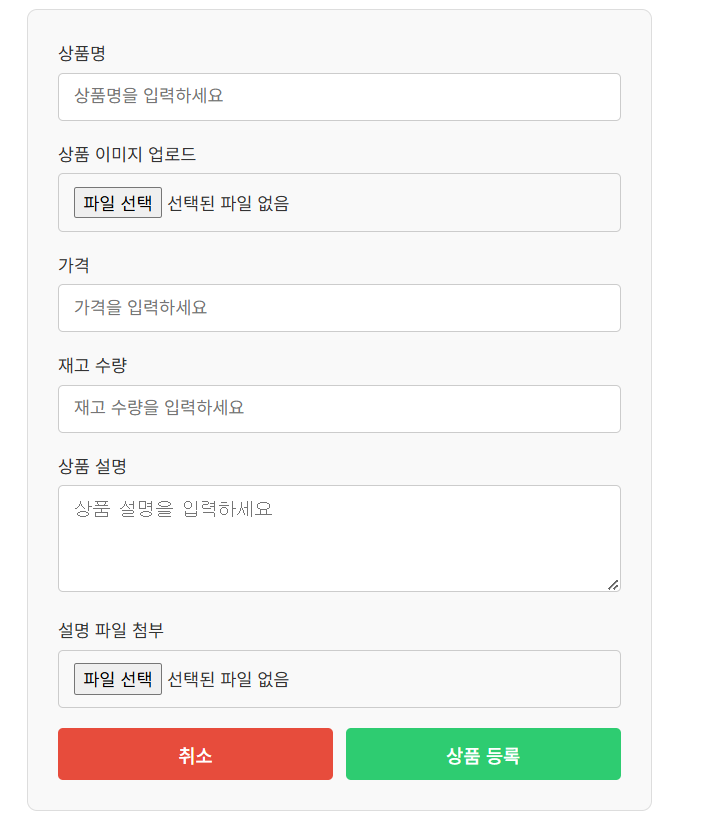 상품명
상품명을 입력하세요
상품 이미지 업로드
파일 선택 선택된 파일 없음
가격
가격을 입력하세요
재고 수량
재고 수량을 입력하세요
상품 설명
상품 설명을 입력하세요
설명 파일 첨부
파일 선택 선택된 파일 없음
취소 상품 등록